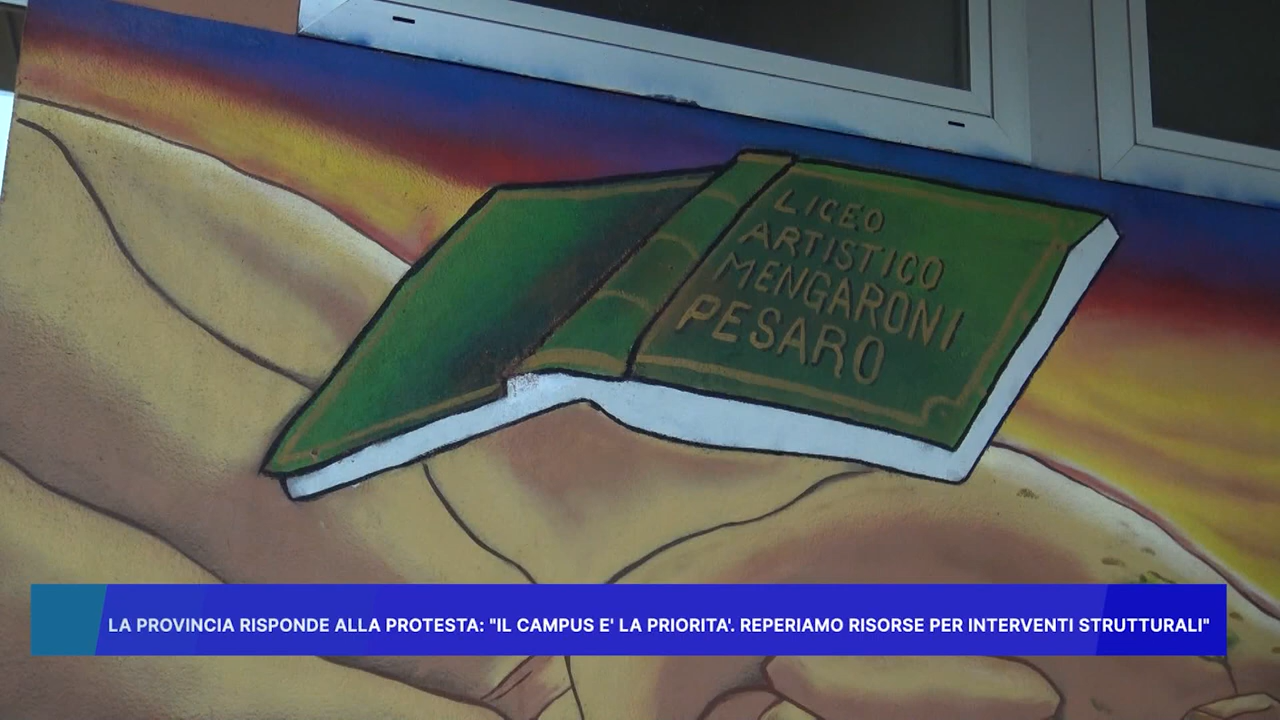 LICEO
ARTISTICO
MENGARONI
PESARO
LA PROVINCIA RISPONDE ALLA PROTESTA: "IL CAMPUS E' LA PRIORITA'. REPERIAMO RISORSE PER INTERVENTI STRUTTURALI"